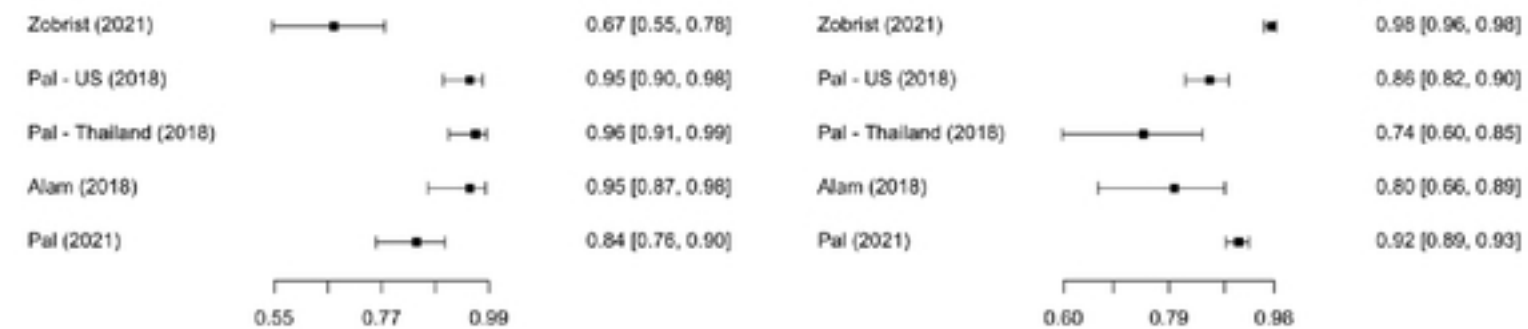 Zobrist (2021) 0.67 [0.55, 0.78] Zobrist (2021) 0.98 [0.96, 0.98]
Pal - US (2018) 0.95 [0.90, 0.98] Pal - US (2018) 0.86 [0.82, 0.90]
Pal - Thailand (2018) 0.96 [0.91, 0.99] Pal - Thailand (2018) 0.74 [0.60, 0.85]
Alam (2018) 0.95 [0.87, 0.98] Alam (2018) 0.80 [0.66, 0.89]
Pal (2021) 0.84 [0.76, 0.90] Pal (2021) 0.92 [0.89, 0.93]
0.55 0.77 0.99 0.60 0.79 0.98